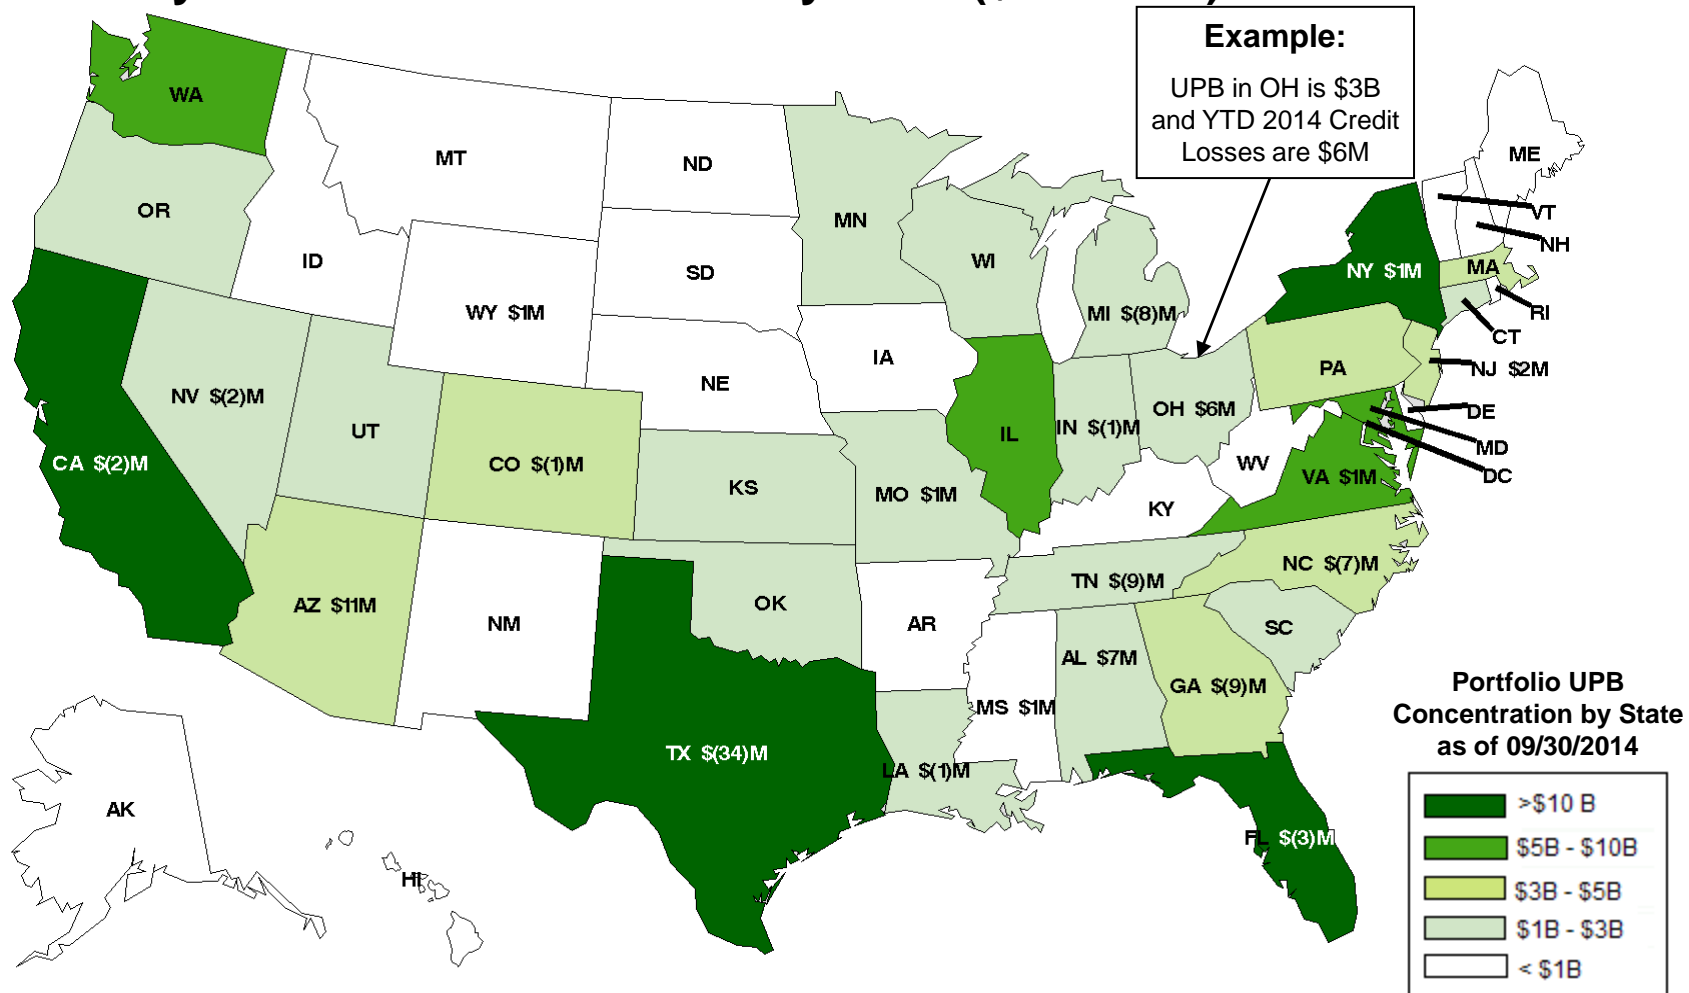 Example:
UPB in OH is $3B
and YTD 2014 Credit
Losses are $6M
WA
MT
ND
ME
OR
MN
VT
NH
ID
SD
WI
NY $1M
MA
WY $1M
MI $(8)M
RI
CT
IA
PA
NJ $2M
NV $(2)M
NE
UT
OH $6M
DE
IN $(1)M
IL
MD
CA $(2)M
CO $(1)M
WV
DC
VA $1M
KS
MO $1M
KY
NC $(7)M
TN $(9)M
AZ $11M
OK
NM
AR
SC
AL $7M
GA $(9)M
MS $1M
TX $(34)M
LA $(1)M
AK
FL $(3)M
HI
Portfolio UPB
Concentration by State
as of 09/30/2014
>$10 B
$5B - $10B
$3B - $5B
$1B - $3B
< $1B